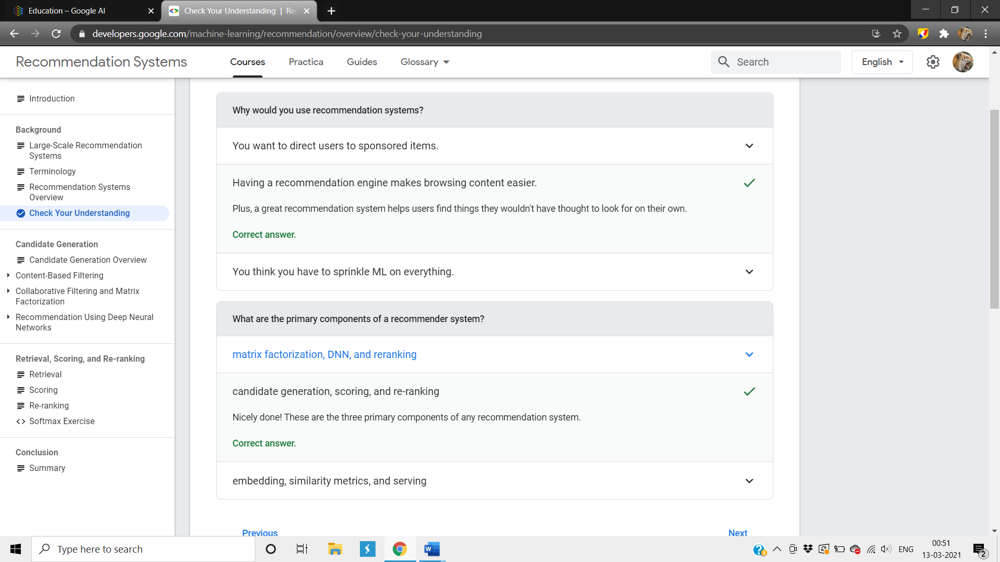 Education – Google AI
Check Your Understanding | Rec
developers.google.com/machine-learning/recommendation/overview/check-your-understanding
Recommendation Systems
Courses
Practica
Guides
Glossary
Search
English
Introduction
Background
Large-Scale Recommendation
Systems
Terminology
Recommendation Systems
Overview
Check Your Understanding
Candidate Generation
Candidate Generation Overview
Content-Based Filtering
Collaborative Filtering and Matrix
Factorization
Recommendation Using Deep Neural
Networks
Retrieval, Scoring, and Re-ranking
Retrieval
Scoring
Re-ranking
Softmax Exercise
Conclusion
Summary
Why would you use recommendation systems?
You want to direct users to sponsored items.
Having a recommendation engine makes browsing content easier.
Plus, a great recommendation system helps users find things they wouldn't have thought to look for on their own.
Correct answer.
You think you have to sprinkle ML on everything.
What are the primary components of a recommender system?
matrix factorization, DNN, and reranking
candidate generation, scoring, and re-ranking
Nicely done! These are the three primary components of any recommendation system.
Correct answer.
embedding, similarity metrics, and serving
Previous
Next
Type here to search
ENG
00:51
13-03-2021
2